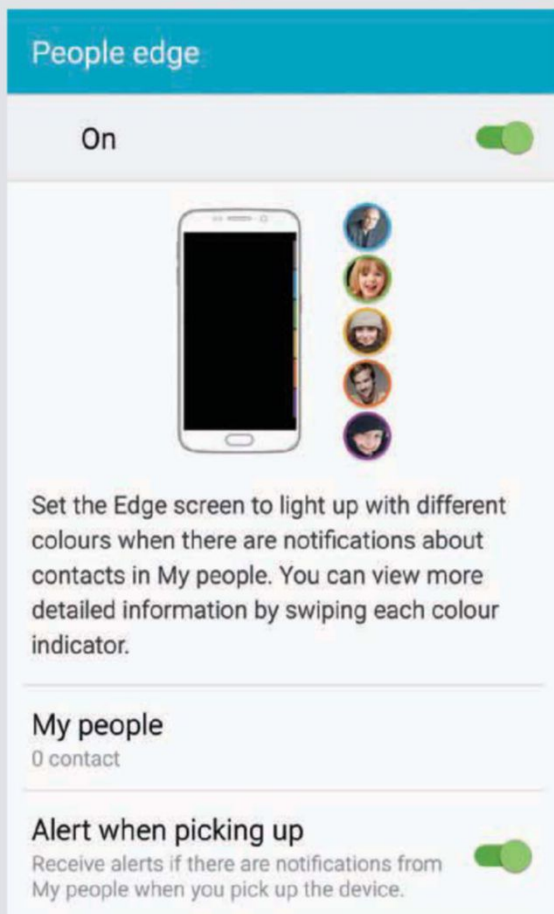 People edge
On
Set the Edge screen to light up with different
colours when there are notifications about
contacts in My people. You can view more
detailed information by swiping each colour
indicator.
My people
0 contact
Alert when picking up
Receive alerts if there are notifications from
My people when you pick up the device.